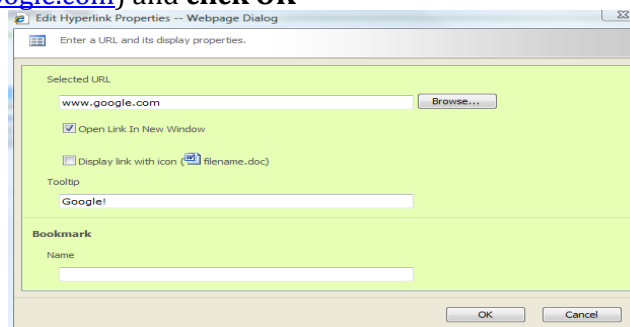 oogle.com) and click OK
Edit Hyperlink Properties -- Webpage Dialog
Enter a URL and its display properties.
Selected URL
www.google.com Browse...
Open Link In New Window
Display link with icon ( filename.doc)
Tooltip
Google!
Bookmark
Name
OK Cancel